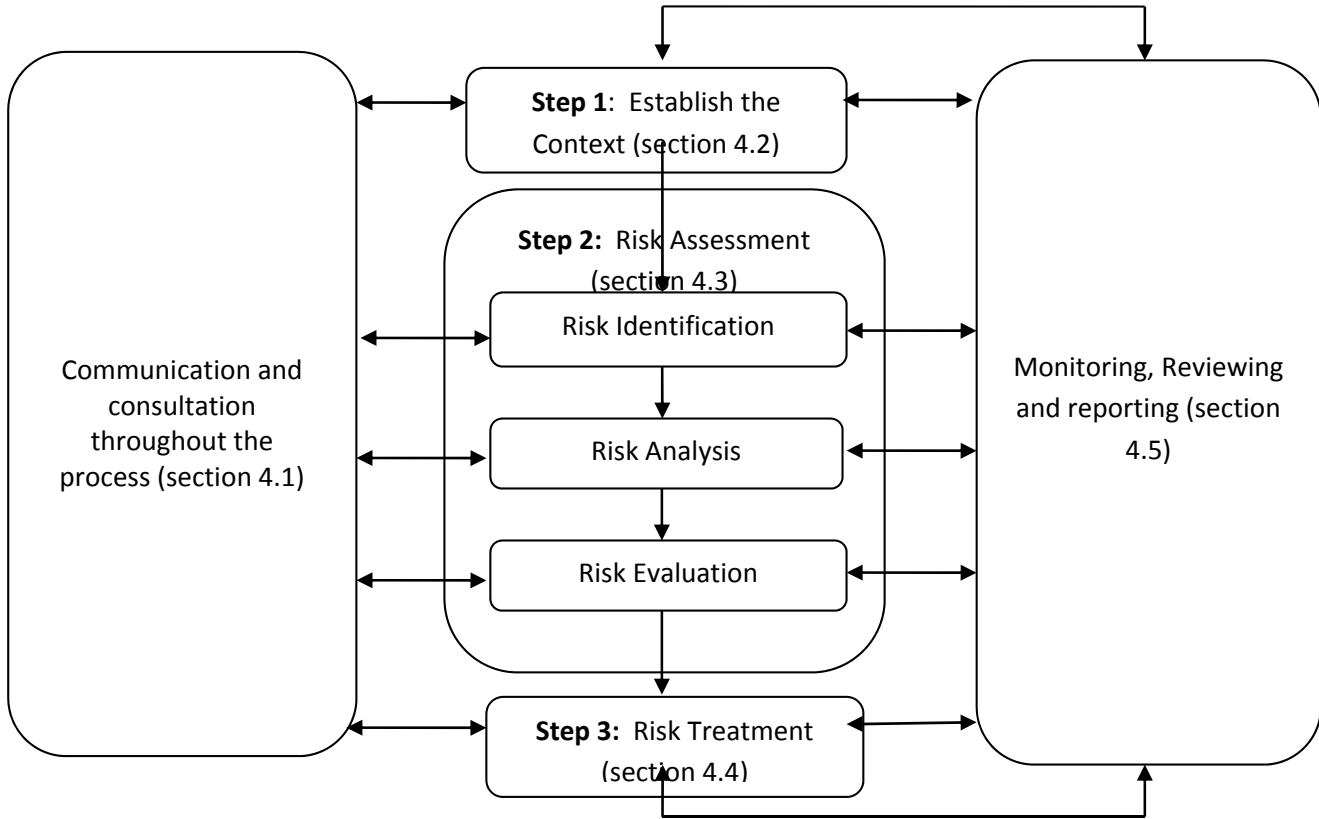 Step 1:  Establish the
Context (section 4.2)
Step 2:  Risk Assessment
(section 4.3)
Risk Identification
Communication and
consultation
throughout the
process (section 4.1)
Monitoring, Reviewing
and reporting (section
4.5)
Risk Analysis
Risk Evaluation
Step 3:  Risk Treatment
(section 4.4)